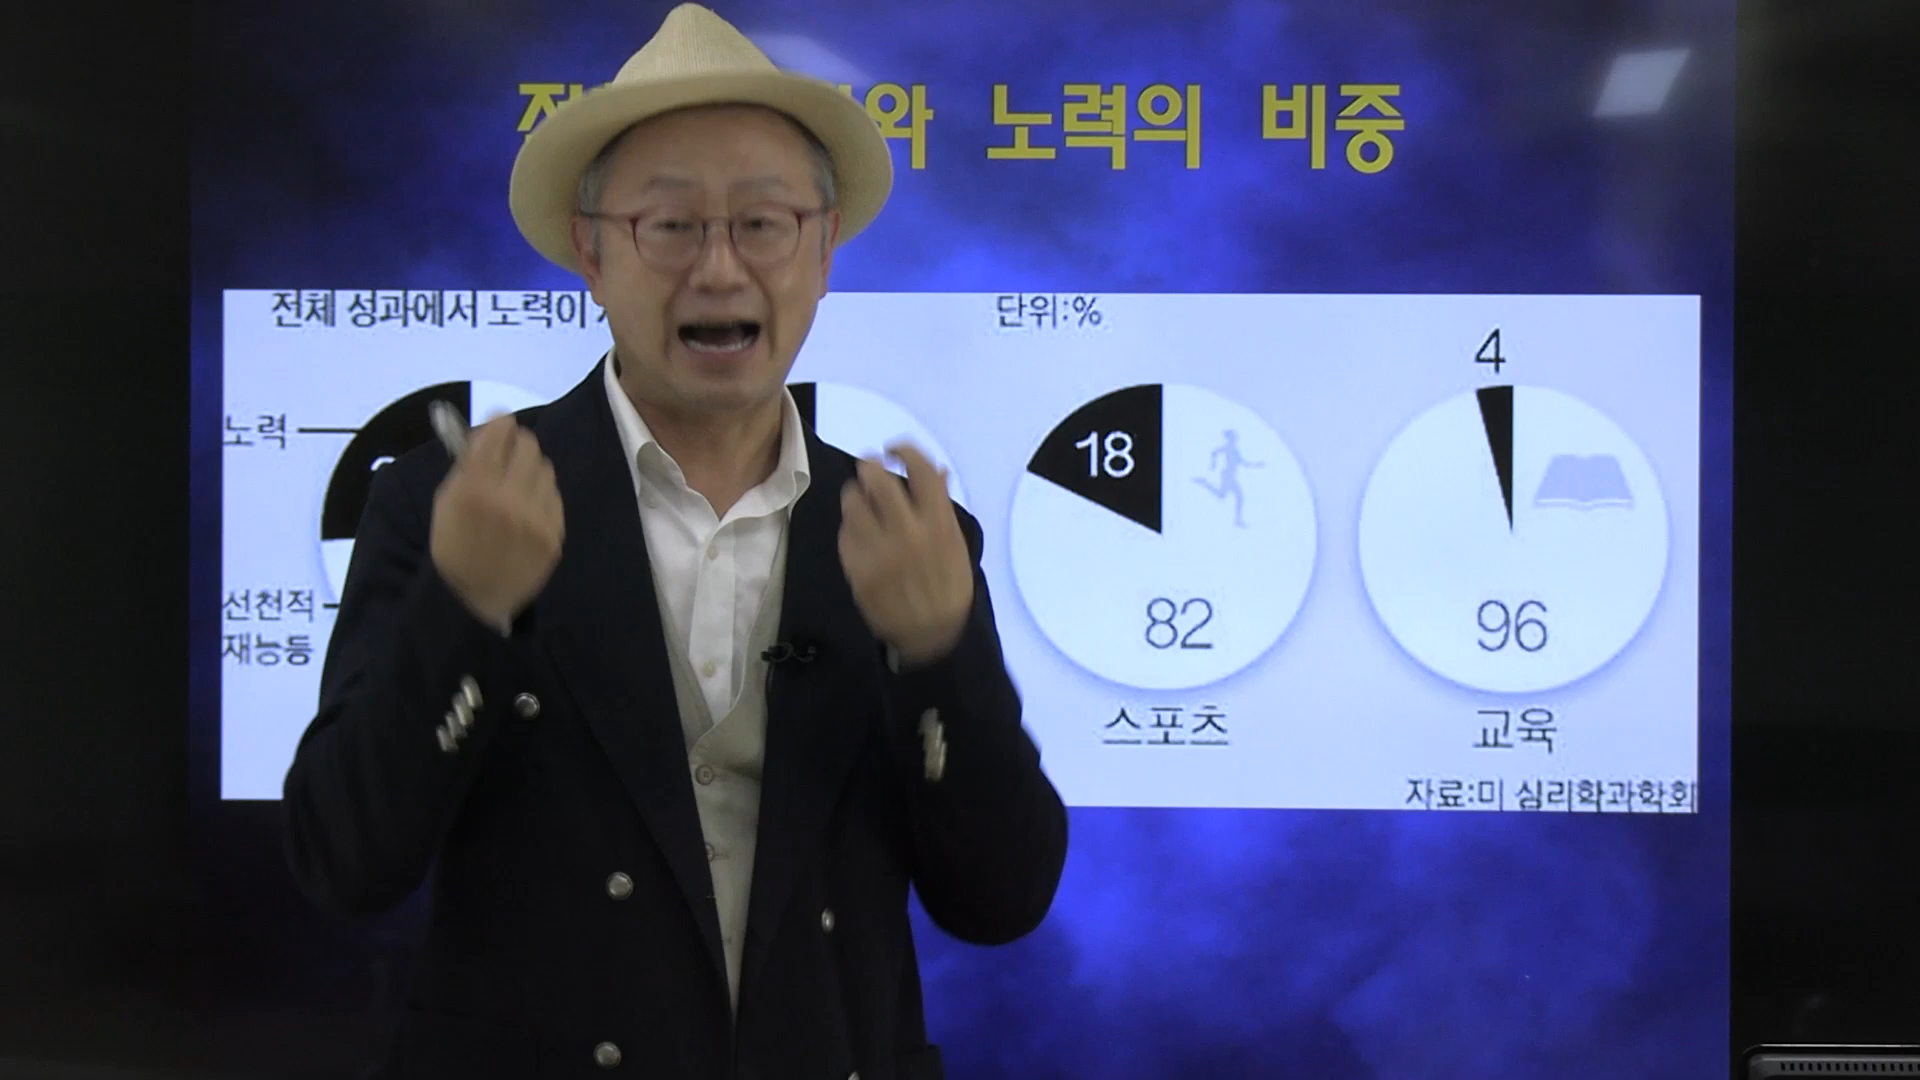 노력의 비중
전체 성과에서 노력이
단위:%
4
노력
18
선천적
재능등
82
96
스포츠
교육
자료:미 심리학과학회